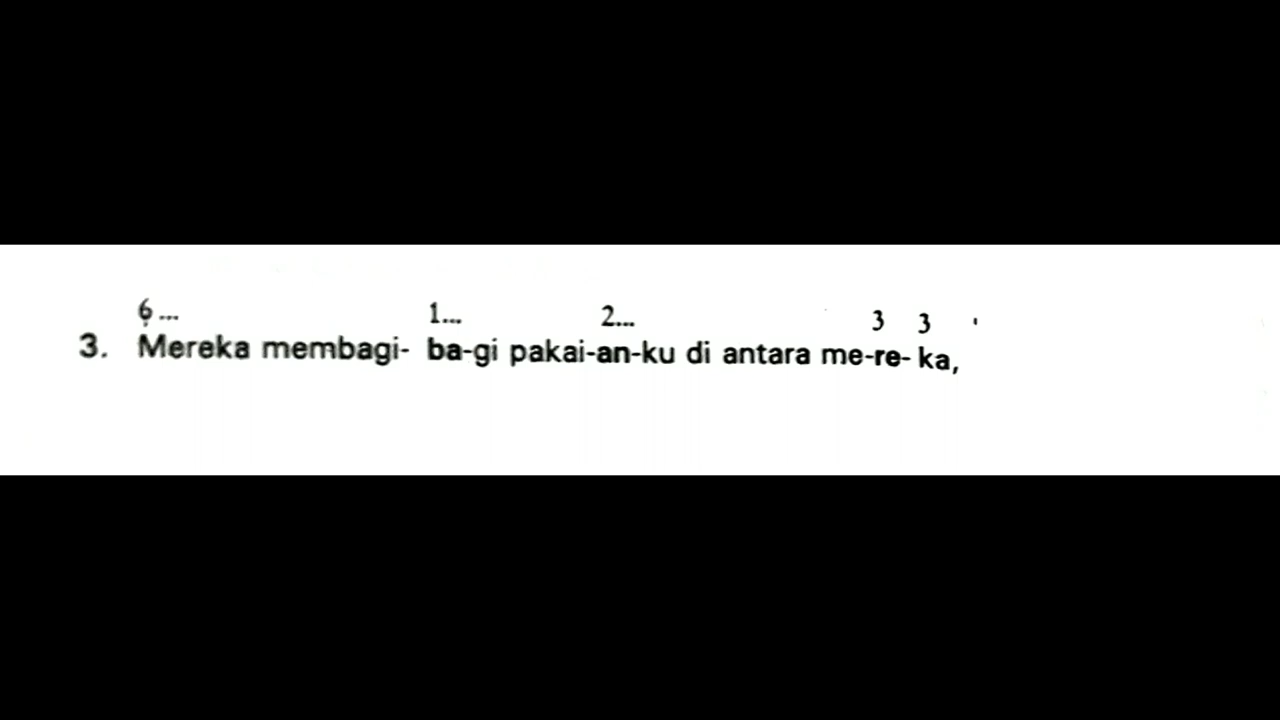 6̣ ... 1... 2... 3 3 '
3. Mereka membagi- ba-gi pakai-an-ku di antara me-re- ka,